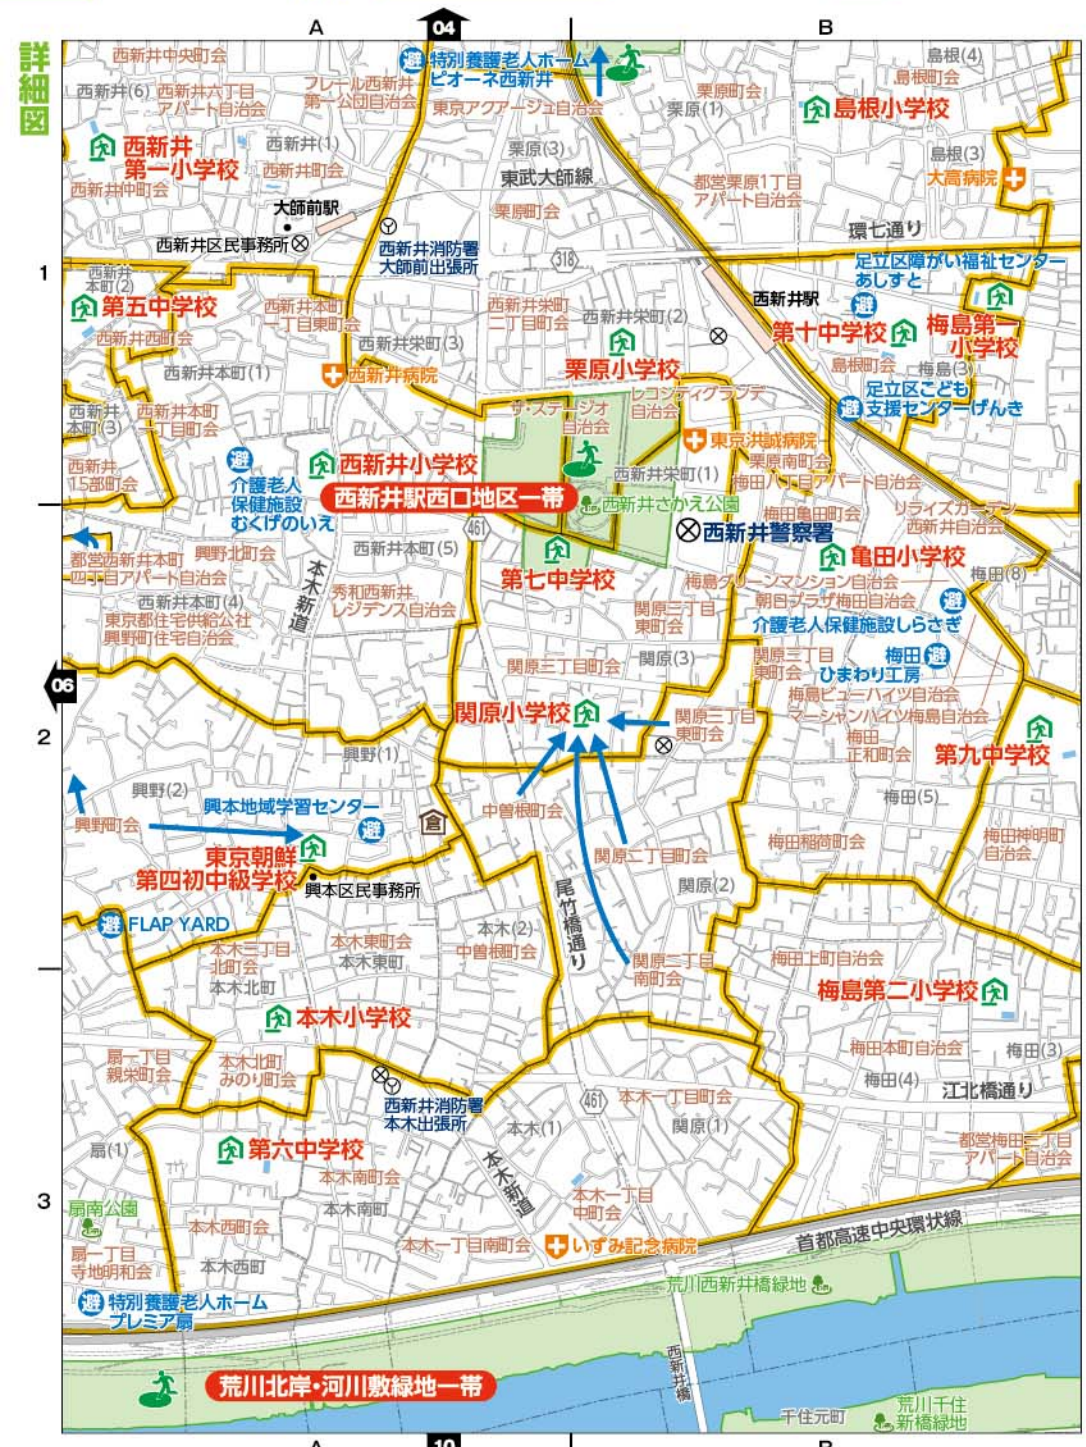 A
04
B
詳細図
西新井中央町会
西新井(6)
西新井六丁目
アパート自治会
フレール西新井
第一公団自治会
特別養護老人ホーム
ピオーネ西新井
東京アクアージュ自治会
栗原町会
栗原(1)
島根(4)
島根町会
島根小学校
西新井
第一小学校
西新井(1)
西新井町会
西新井仲町会
栗原(3)
東武大師線
栗原町会
都営栗原1丁目
アパート自治会
島根(3)
大高病院
大師前駅
西新井区民事務所
西新井消防署
大師前出張所
318
環七通り
1
西新井
本町(2)
第五中学校
西新井西町会
西新井本町
一丁目東町会
西新井栄町(3)
西新井栄町
二丁目町会
西新井栄町(2)
栗原小学校
西新井駅
足立区障がい福祉センター
あしすと
第十中学校
梅島第一
小学校
島根町会
梅島(3)
足立区こども
支援センターげんき
西新井本町(1)
西新井病院
西新井
本町(3)
西新井本町
二丁目町会
ザ・ステージオ
自治会
レコシティグランデ
自治会
東京洪誠病院
栗原南町会
梅田八丁目アパート自治会
西新井
15部町会
介護老人
保健施設
むくげのいえ
西新井小学校
西新井駅西口地区一帯
西新井栄町(1)
西新井さかえ公園
西新井警察署
梅田亀田町会
リライズガーデン
西新井自治会
亀田小学校
梅田(8)
都営西新井本町
四丁目アパート自治会
興野北町会
西新井本町(5)
461
第七中学校
本木新道
西新井本町(4)
東京都住宅供給公社
興野町住宅自治会
秀和西新井
レジデンス自治会
関原三丁目
東町会
梅島グリーンマンション自治会
朝日プラザ梅田自治会
介護老人保健施設しらさぎ
関原三丁目町会
関原(3)
関原三丁目
東町会
梅田
ひまわり工房
梅島ビューハイツ自治会
マーシャンハイツ梅島自治会
06
2
関原小学校
関原三丁目
東町会
梅田
正和町会
第九中学校
興野(1)
興野(2)
興野町会
興本地域学習センター
倉
中曽根町会
梅田(5)
東京朝鮮
第四初中級学校
興本区民事務所
関原二丁目町会
関原(2)
梅田稲荷町会
梅田神明町
自治会
尾竹橋通り
FLAP YARD
本木三丁目
北町会
本木北町
本木東町会
本木東町
本木(2)
中曽根町会
関原二丁目
南町会
梅田上町自治会
梅島第二小学校
本木小学校
扇一丁目
親栄町会
本木北町
みのり町会
西新井消防署
本木出張所
461
本木一丁目町会
関原(1)
梅田本町自治会
梅田(3)
梅田(4)
江北橋通り
扇(1)
第六中学校
本木(1)
都営梅田三丁目
アパート自治会
3
本木南町会
本木南町
本木新道
本木一丁目
中町会
扇南公園
扇一丁目
寺地明和会
本木西町会
本木西町
本木一丁目南町会
いずみ記念病院
首都高速中央環状線
荒川西新井橋緑地
特別養護老人ホーム
プレミア扇
西新井橋
荒川北岸・河川敷緑地一帯
千住元町
荒川千住
新橋緑地
A
10
B